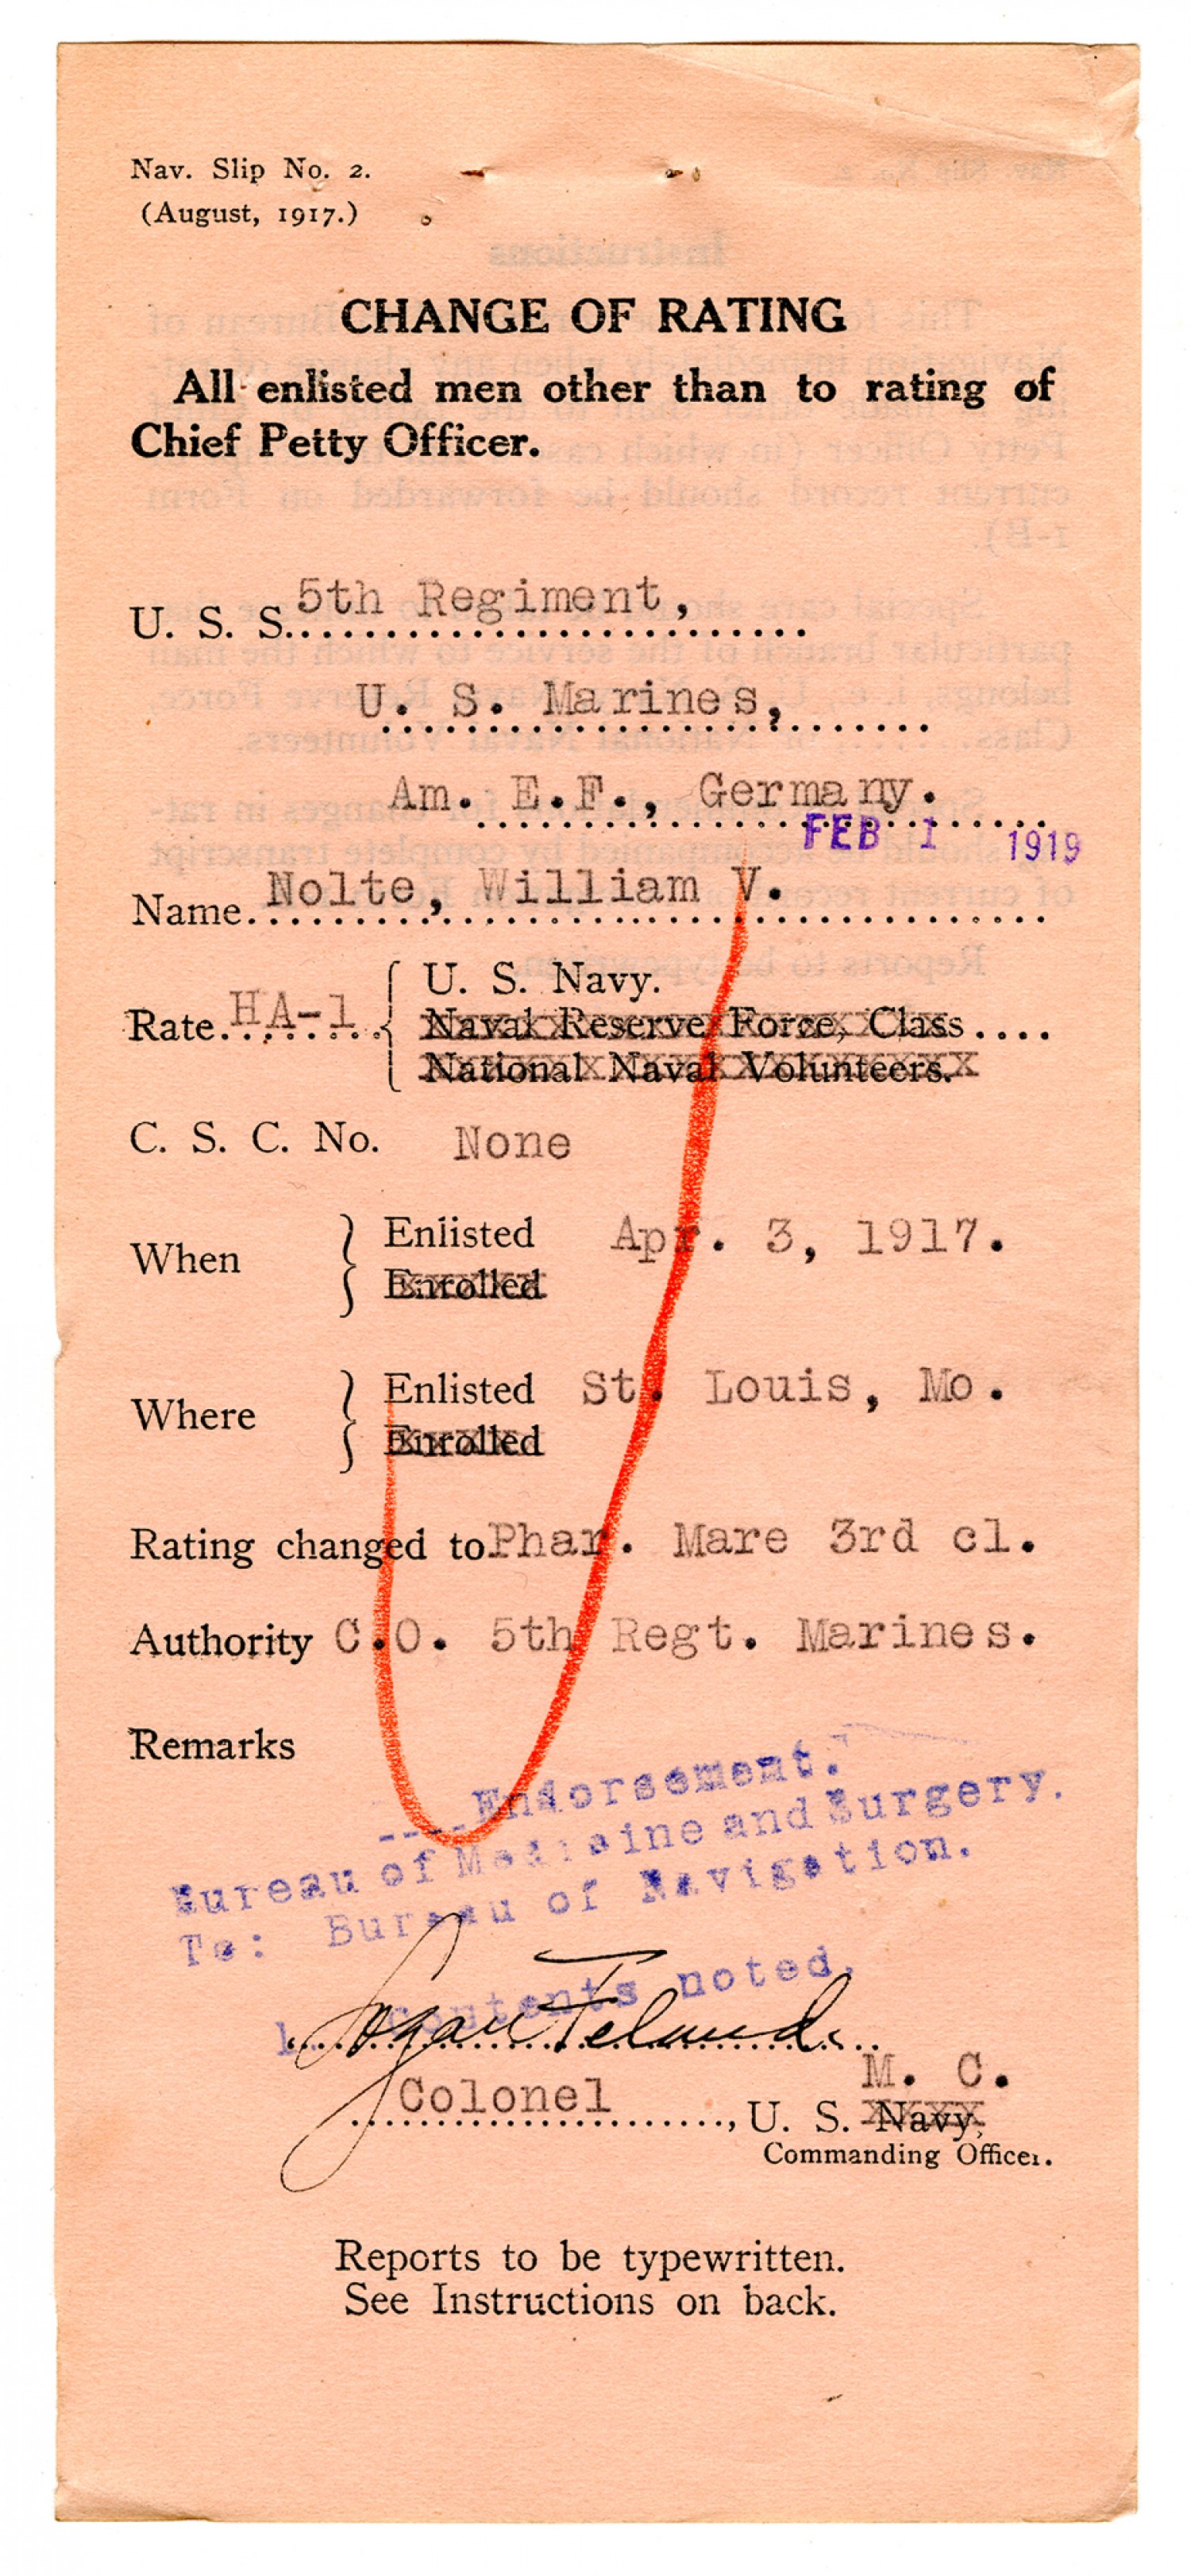 Nav. Slip No. 2.
(August, 1917.)
CHANGE OF RATING
All enlisted men other than to rating of
Chief Petty Officer.
U. S. S. 5th Regiment,
U. S. Marines,
Am. E.F., Germany.
FEB 1 1919
Name. Nolte, William V.
Rate. HA-1 { U. S. Navy.
Naval Reserve Force, Class ....
National Naval Volunteers.
C. S. C. No. None
When } Enlisted Apr. 3, 1917.
Enrolled
Where } Enlisted St. Louis, Mo.
Enrolled
Rating changed to Phar. Mare 3rd cl.
Authority C.O. 5th Regt. Marines.
Remarks
----Endorsement.
Bureau of Medicine and Surgery.
To: Bureau of Navigation.
1. Contents noted.
Logan Feland
Colonel, U. S. Navy, M. C.
Commanding Officer.
Reports to be typewritten.
See Instructions on back.